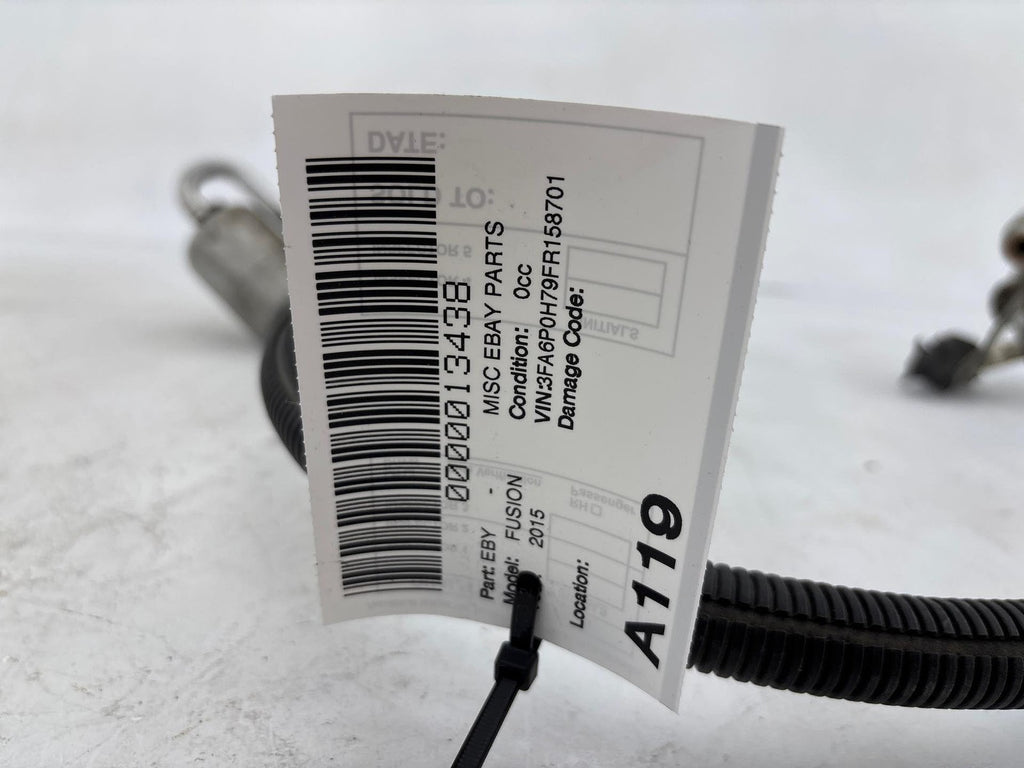 0000013438
Part: EBY - MISC EBAY PARTS
Model: FUSION Condition: 0cc
2015 VIN:3FA6P0H79FR158701
Damage Code:
Location:
A119
DATE:
SOLD TO:
INITIALS
Passenger
RH